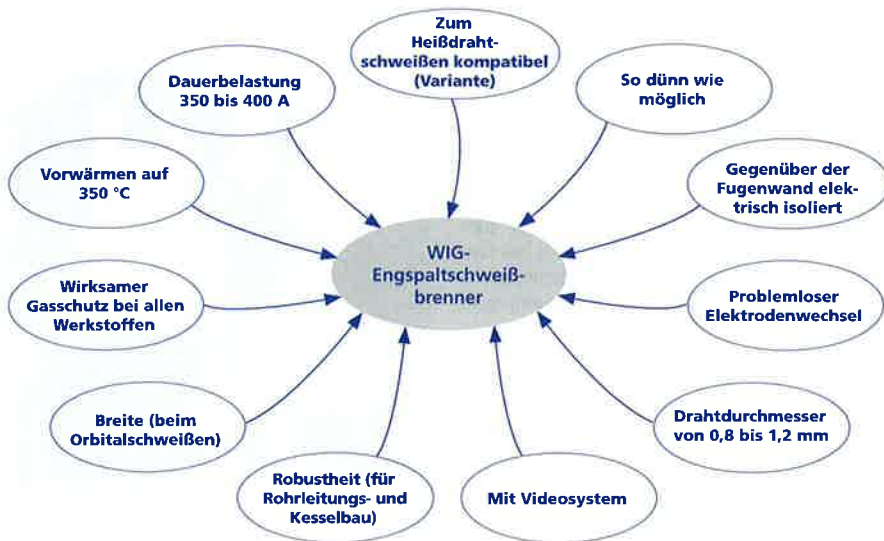 Zum
Heißdraht-
schweißen kompatibel
(Variante)
So dünn wie
möglich
Gegenüber der
Fugenwand elek-
trisch isoliert
Problemloser
Elektrodenwechsel
Drahtdurchmesser
von 0,8 bis 1,2 mm
Mit Videosystem
Robustheit (für
Rohrleitungs- und
Kesselbau)
Breite (beim
Orbitalschweißen)
Wirksamer
Gasschutz bei allen
Werkstoffen
Vorwärmen auf
350 °C
Dauerbelastung
350 bis 400 A
WIG-
Engspaltschweiß-
brenner